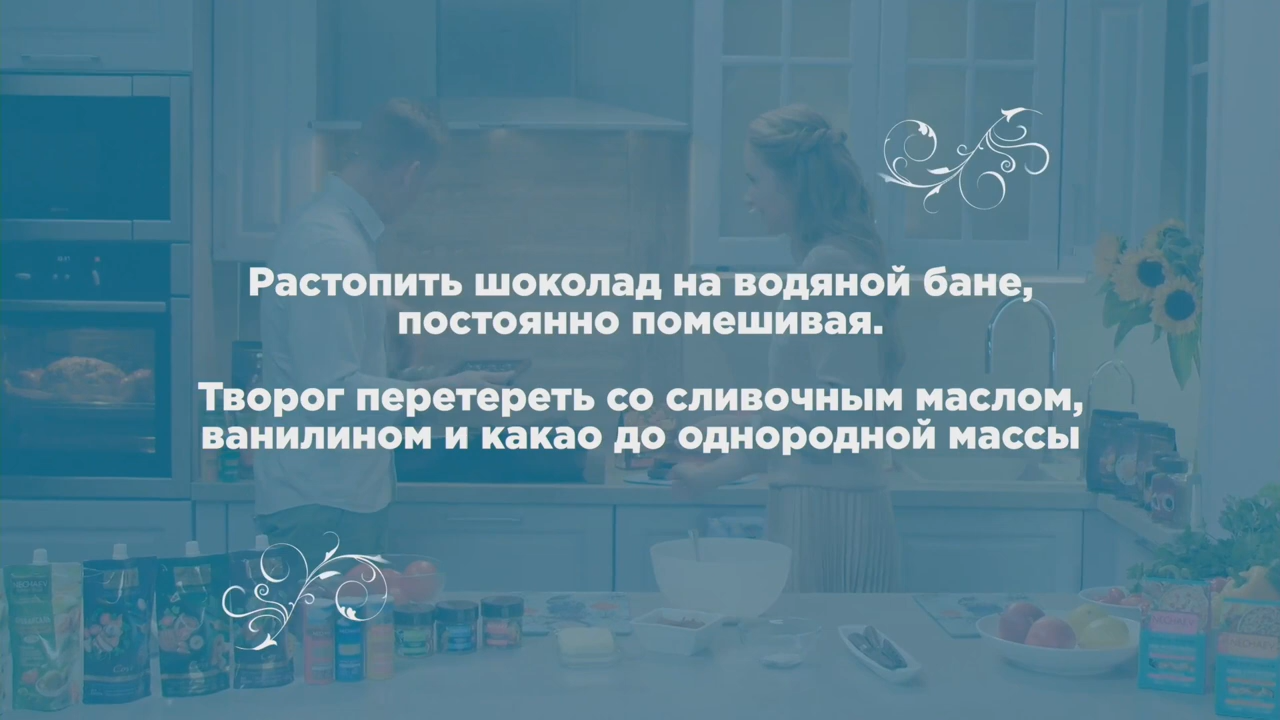 Растопить шоколад на водяной бане,
постоянно помешивая.
Творог перетереть со сливочным маслом,
ванилином и какао до однородной массы